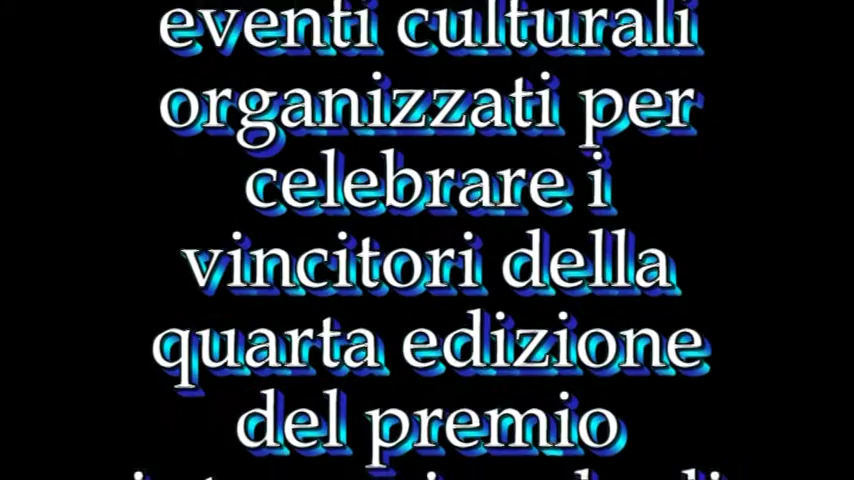 eventi culturali
organizzati per
celebrare i
vincitori della
quarta edizione
del premio